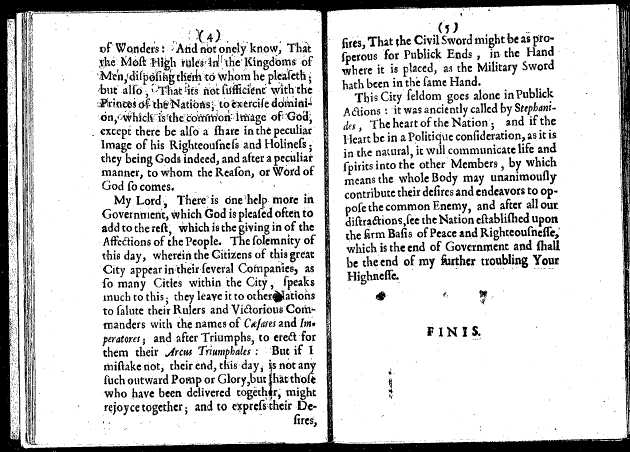 (4)
of Wonders: And not onely know, That
the Most High rules in the Kingdoms of
Men, disposing them to whom he pleaseth;
but also, That its not sufficient with the
Princes of the Nations, to exercise domini-
on, which is the common Image of God,
except there be also a share in the peculiar
Image of his Righteousness and Holiness;
they being Gods indeed, and after a peculiar
manner, to whom the Reason, or Word of
God so comes.
My Lord, There is one help more in
Government, which God is pleased often to
add to the rest, which is the giving in of the
Affections of the People. The solemnity of
this day, wherein the Citizens of this great
City appear in their several Companies, as
so many Cities within the City, speaks
much to this; they leave it to other Nations
to salute their Rulers and Victorious Com-
manders with the names of Cæsares and Im-
peratores; and after Triumphs, to erect for
them their Arcus Triumphales: But if I
mistake not, their end, this day, is not any
such outward Pomp or Glory, but that those
who have been delivered together, might
rejoyce together; and to express their De-
sires,
(5)
sires, That the Civil Sword might be as pro-
sperous for Publick Ends, in the Hand
where it is placed, as the Military Sword
hath been in the same Hand.
This City seldom goes alone in Publick
Actions: it was anciently called by Stephani-
des, The heart of the Nation; and if the
Heart be in a Politique consideration, as it is
in the natural, it will communicate life and
spirits into the other Members, by which
means the whole Body may unanimously
contribute their desires and endeavors to op-
pose the common Enemy, and after all our
distractions, see the Nation established upon
the firm Basis of Peace and Righteousnesse,
which is the end of Government and shall
be the end of my further troubling Your
Highnesse.
FINIS.